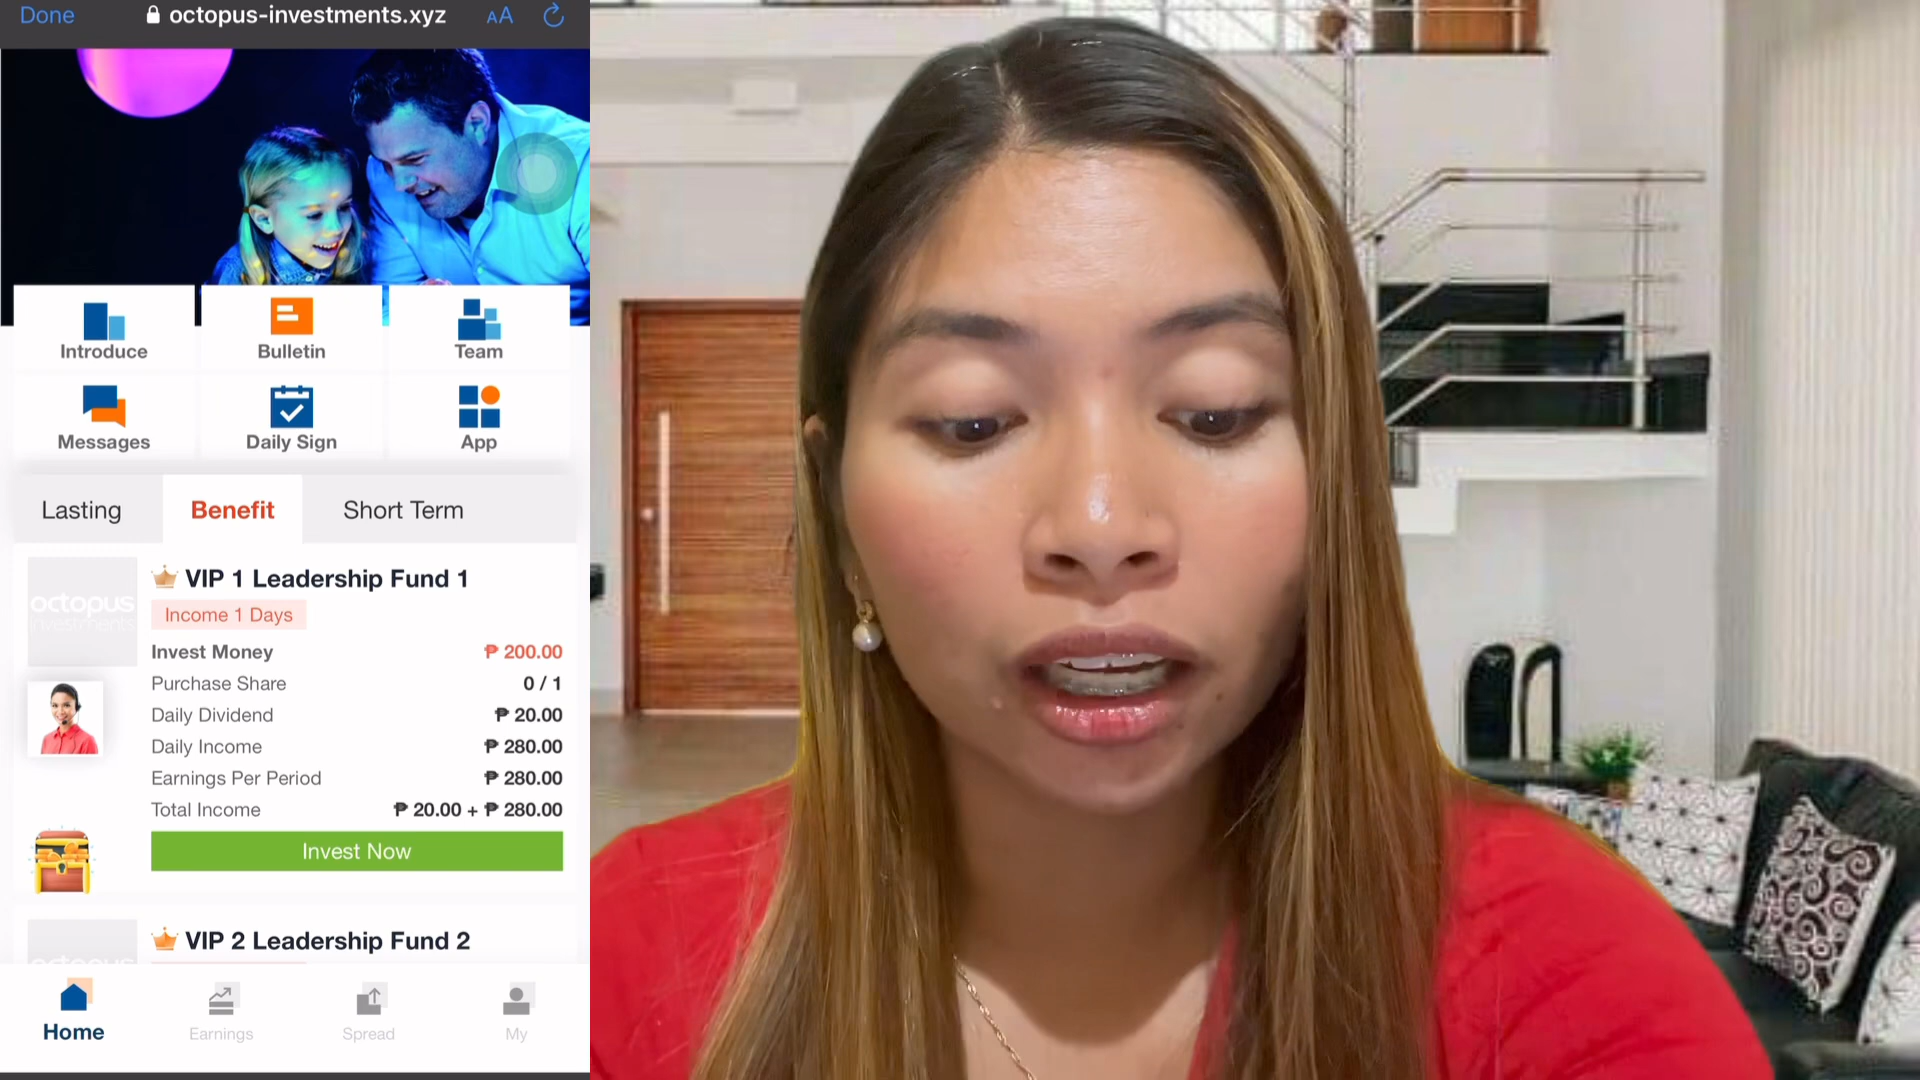 Done
octopus-investments.xyz
AA
Introduce
Bulletin
Team
Messages
Daily Sign
App
Lasting
Benefit
Short Term
octopus
investments
VIP 1 Leadership Fund 1
Income 1 Days
Invest Money ₱ 200.00
Purchase Share 0 / 1
Daily Dividend ₱ 20.00
Daily Income ₱ 280.00
Earnings Per Period ₱ 280.00
Total Income ₱ 20.00 + ₱ 280.00
Invest Now
octopus
VIP 2 Leadership Fund 2
Home
Earnings
Spread
My